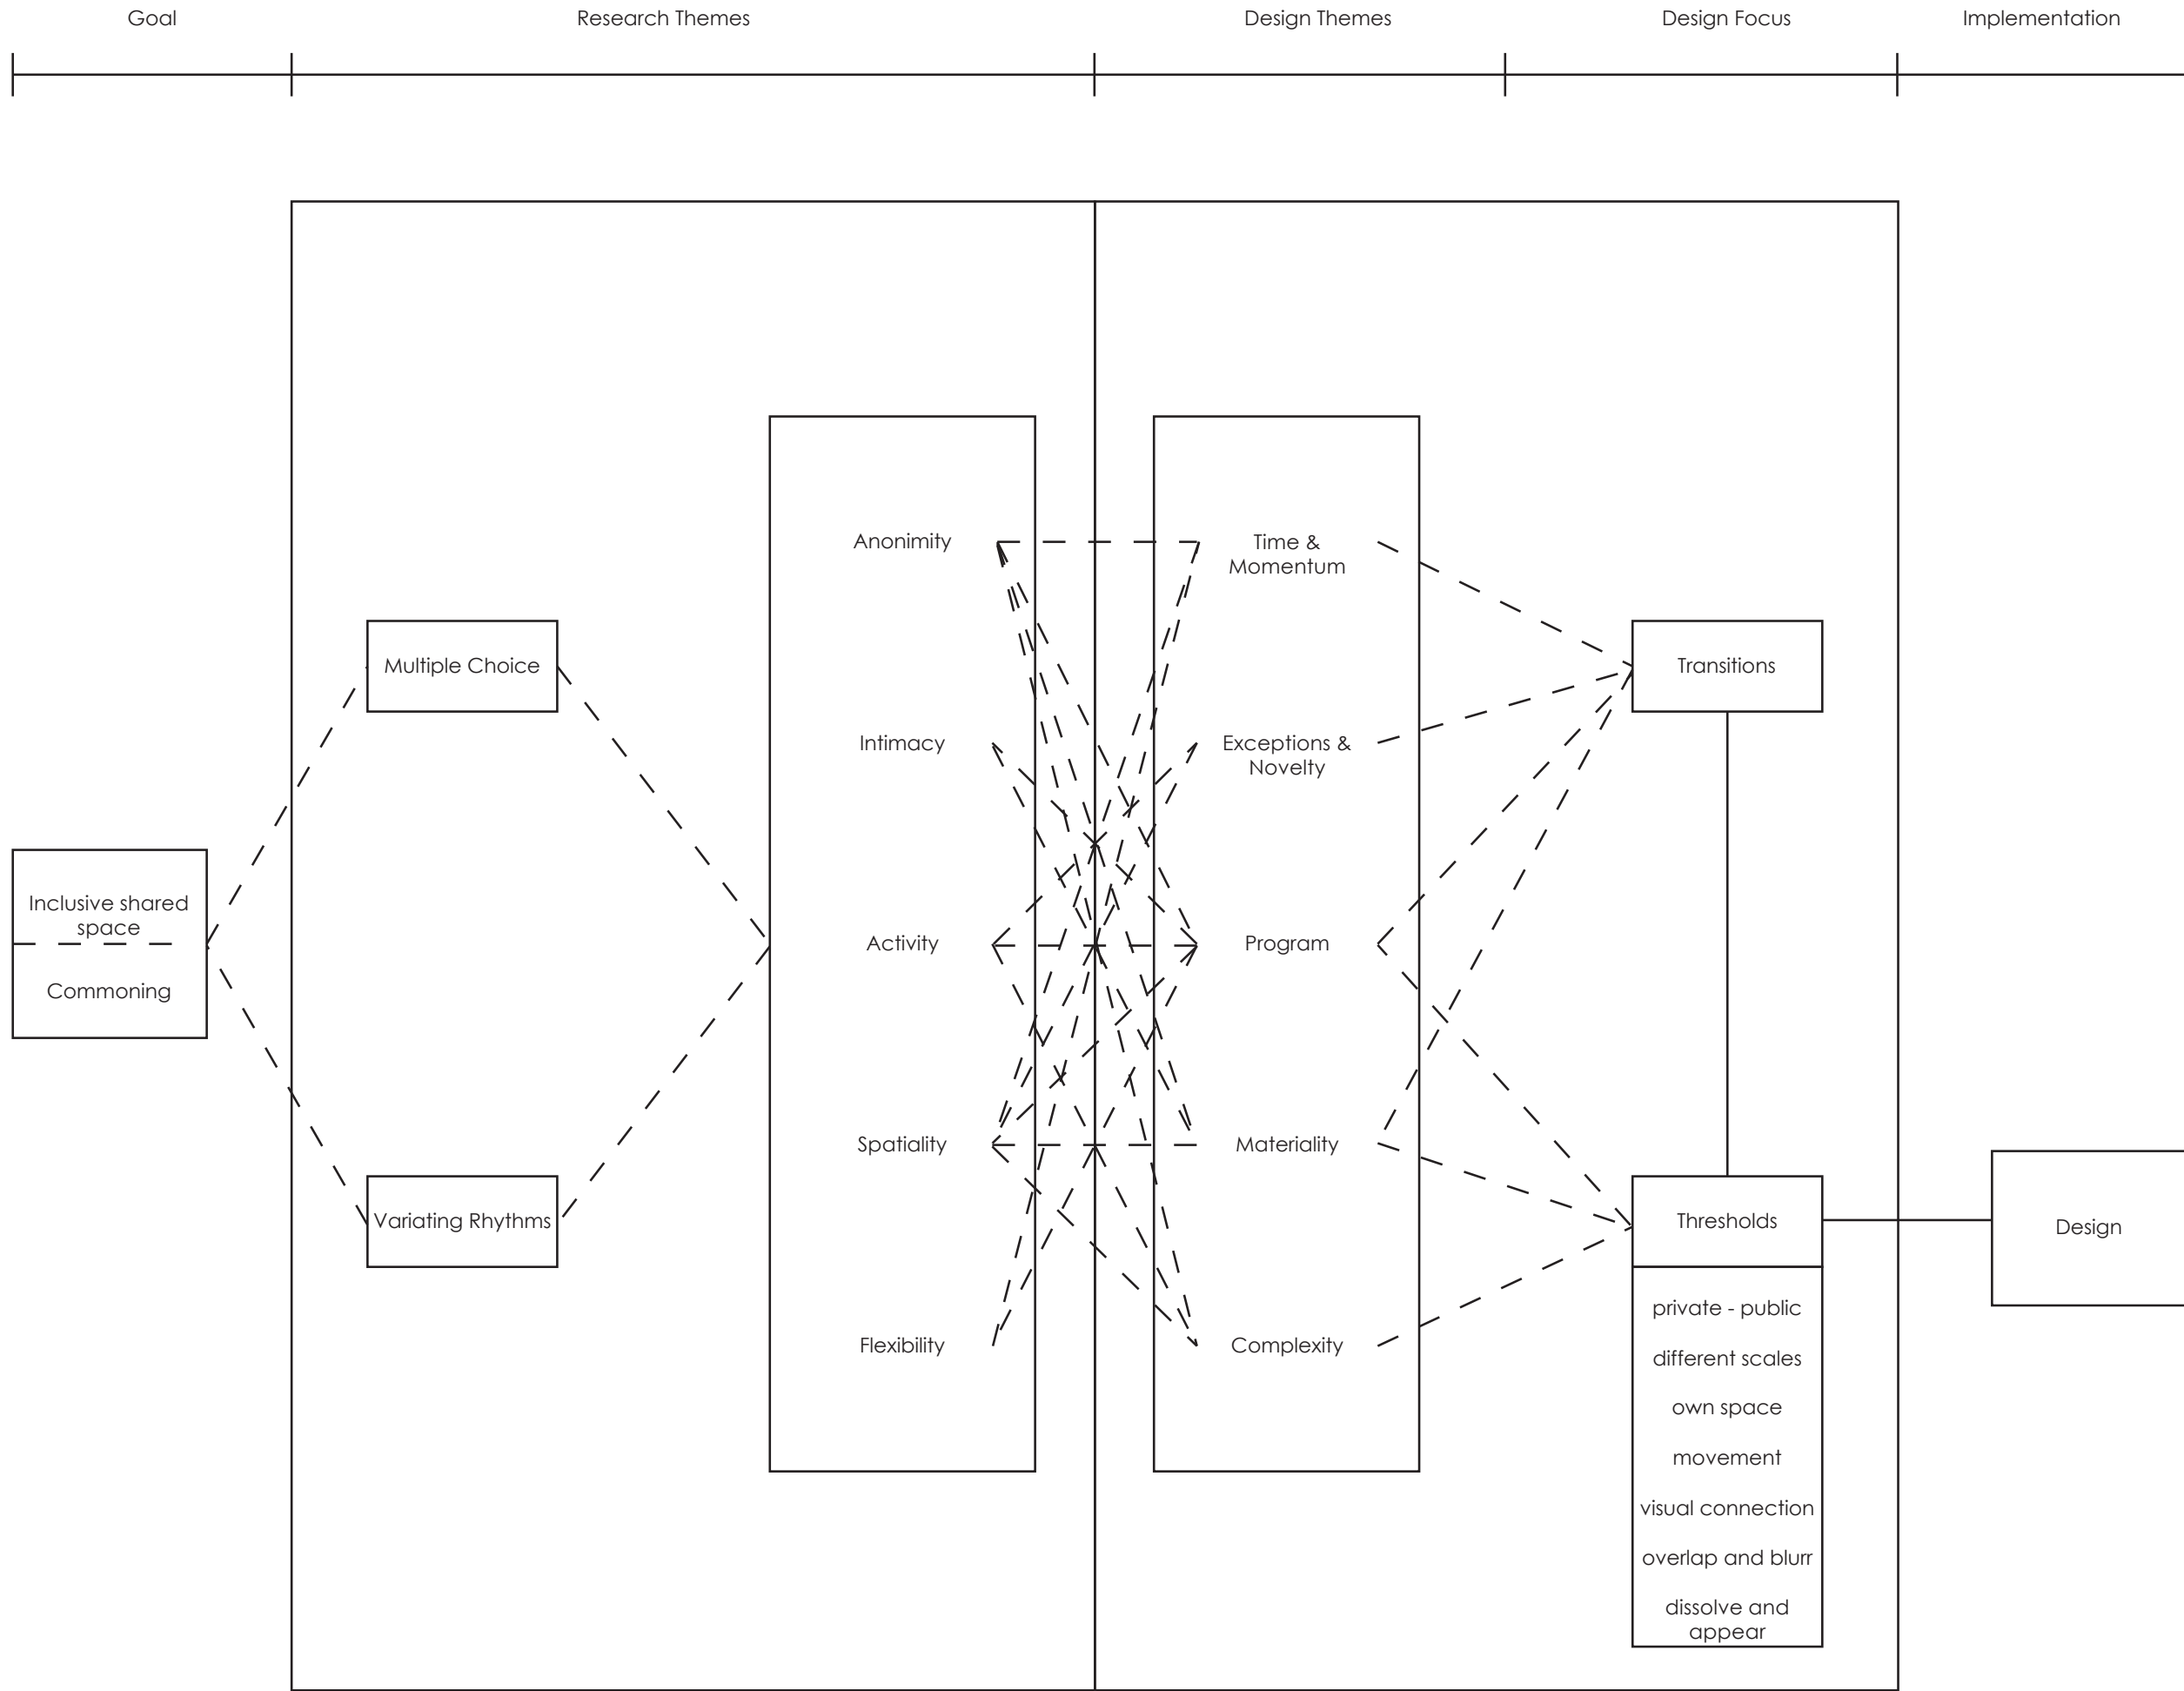 Goal
Research Themes
Design Themes
Design Focus
Implementation
Inclusive shared
space
Commoning
Multiple Choice
Variating Rhythms
Anonimity
Intimacy
Activity
Spatiality
Flexibility
Time &
Momentum
Exceptions &
Novelty
Program
Materiality
Complexity
Transitions
Thresholds
private - public
different scales
own space
movement
visual connection
overlap and blurr
dissolve and
appear
Design